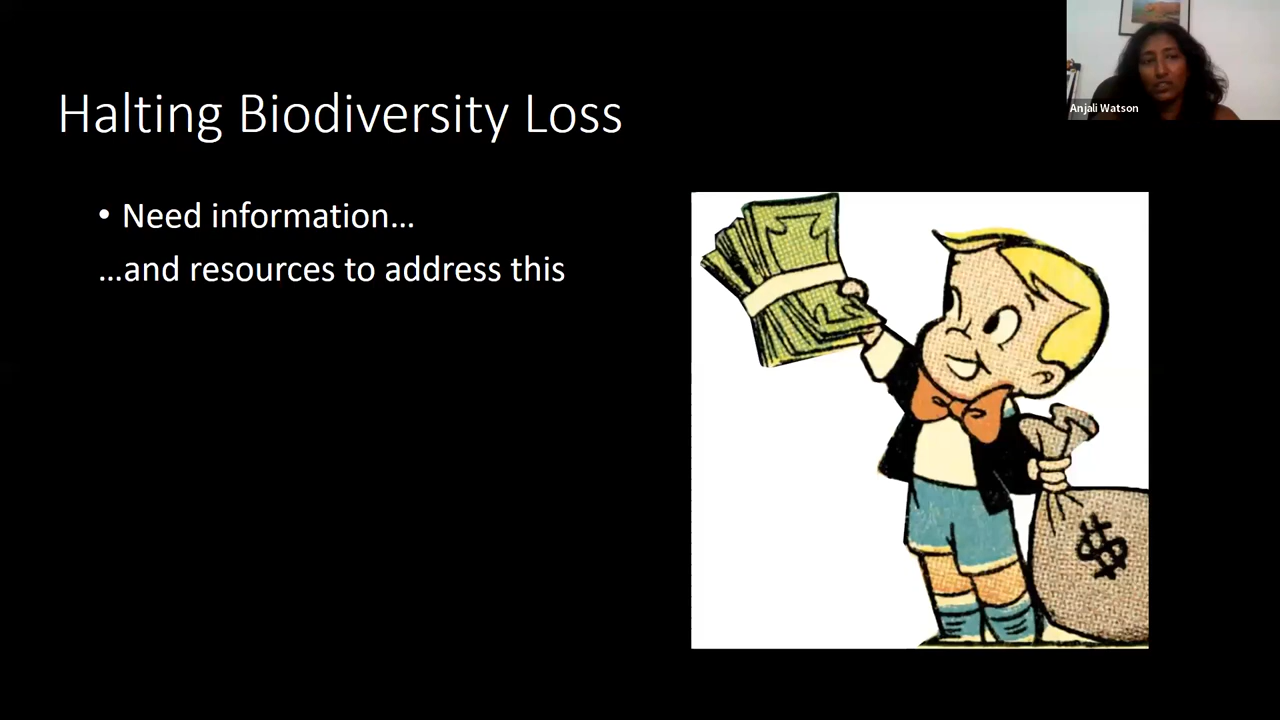 Halting Biodiversity Loss
Anjali Watson
• Need information...
...and resources to address this
$